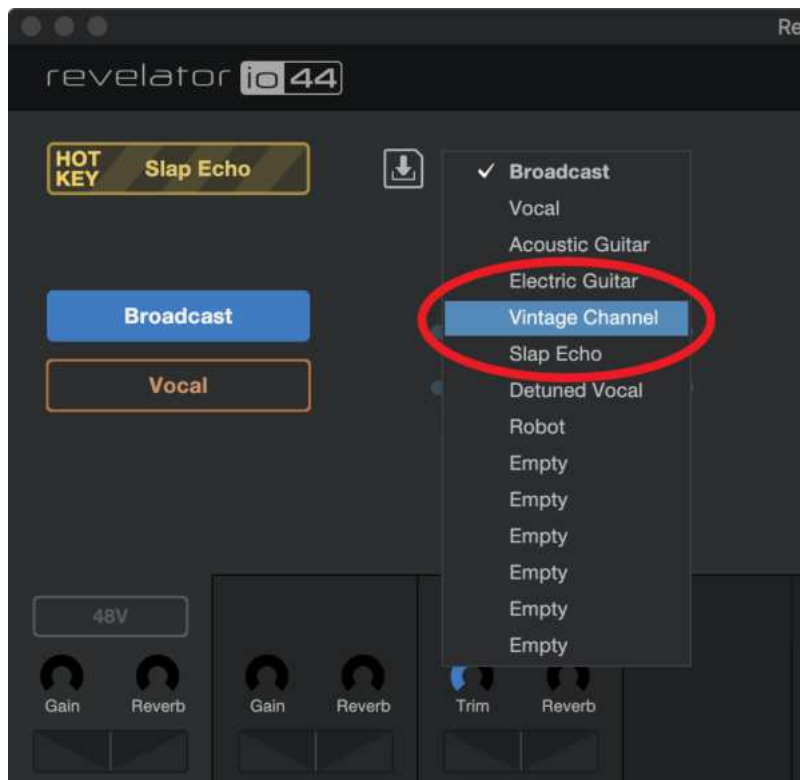 Re
revelator io 44
HOT KEY
Slap Echo
✓ Broadcast
Vocal
Acoustic Guitar
Electric Guitar
Vintage Channel
Slap Echo
Detuned Vocal
Robot
Empty
Empty
Empty
Empty
Empty
Empty
Broadcast
Vocal
48V
Gain
Reverb
Gain
Reverb
Trim
Reverb